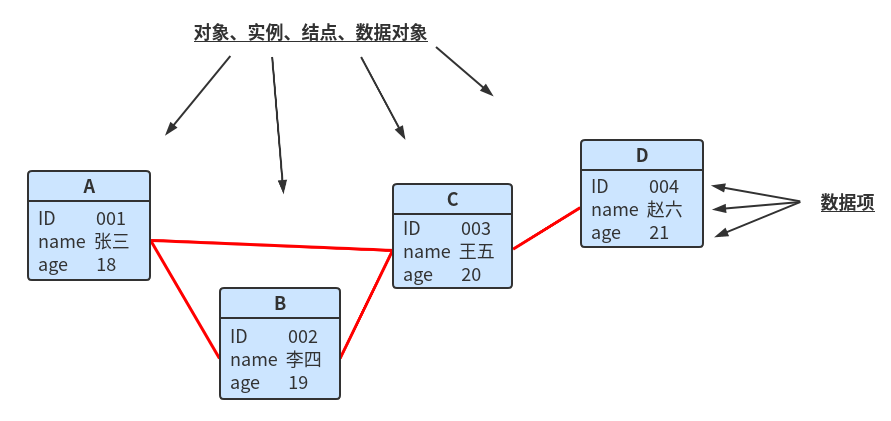 对象、实例、结点、数据对象
A
ID 001
name 张三
age 18
B
ID 002
name 李四
age 19
C
ID 003
name 王五
age 20
D
ID 004
name 赵六
age 21
数据项